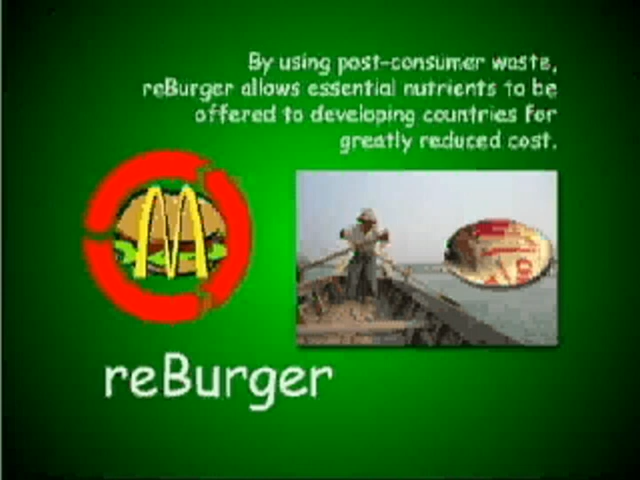 By using post-consumer waste,
reBurger allows essential nutrients to be
offered to developing countries for
greatly reduced cost.
M
reBurger